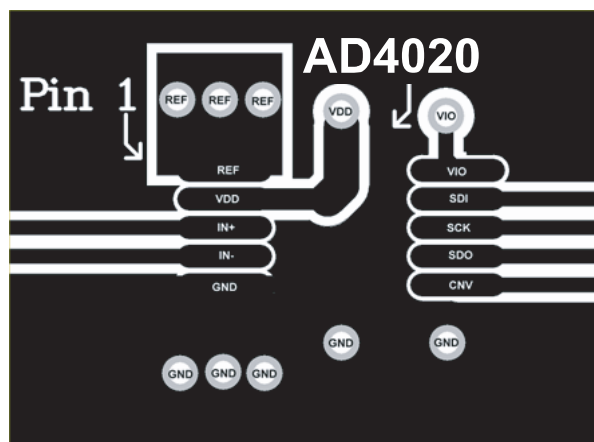 AD4020
Pin 1
REF REF REF
VDD
VIO
REF
VIO
VDD
SDI
IN+
SCK
IN-
SDO
GND
CNV
GND
GND
GND GND GND